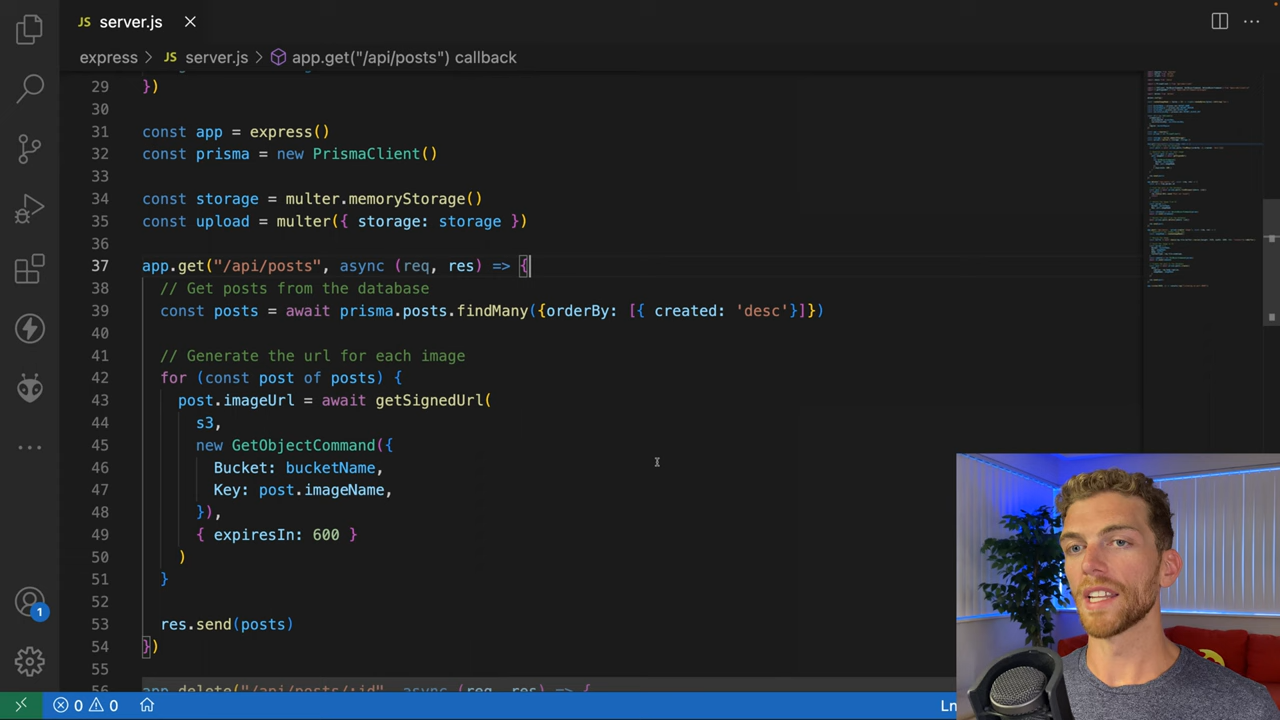 JS server.js
express > JS server.js > app.get("/api/posts") callback
29 })
30
31 const app = express()
32 const prisma = new PrismaClient()
33
34 const storage = multer.memoryStorage()
35 const upload = multer({ storage: storage })
36
37 app.get("/api/posts", async (req, res) => {
38 // Get posts from the database
39 const posts = await prisma.posts.findMany({orderBy: [{ created: 'desc'}]})
40
41 // Generate the url for each image
42 for (const post of posts) {
43 post.imageUrl = await getSignedUrl(
44 s3,
45 new GetObjectCommand({
46 Bucket: bucketName,
47 Key: post.imageName,
48 }),
49 { expiresIn: 600 }
50 )
51 }
52
53 res.send(posts)
54 })
55
56 app.delete("/api/posts/:id", async (req, res) => {
1
0 0
Ln